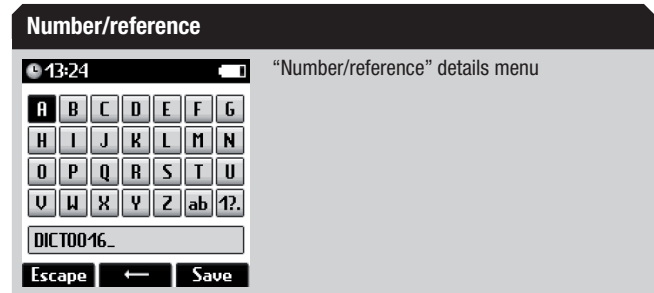 Number/reference
13:24
"Number/reference" details menu
A B C D E F G
H I J K L M N
O P Q R S T U
V W X Y Z ab 1?.
DICT0016_
Escape ← Save